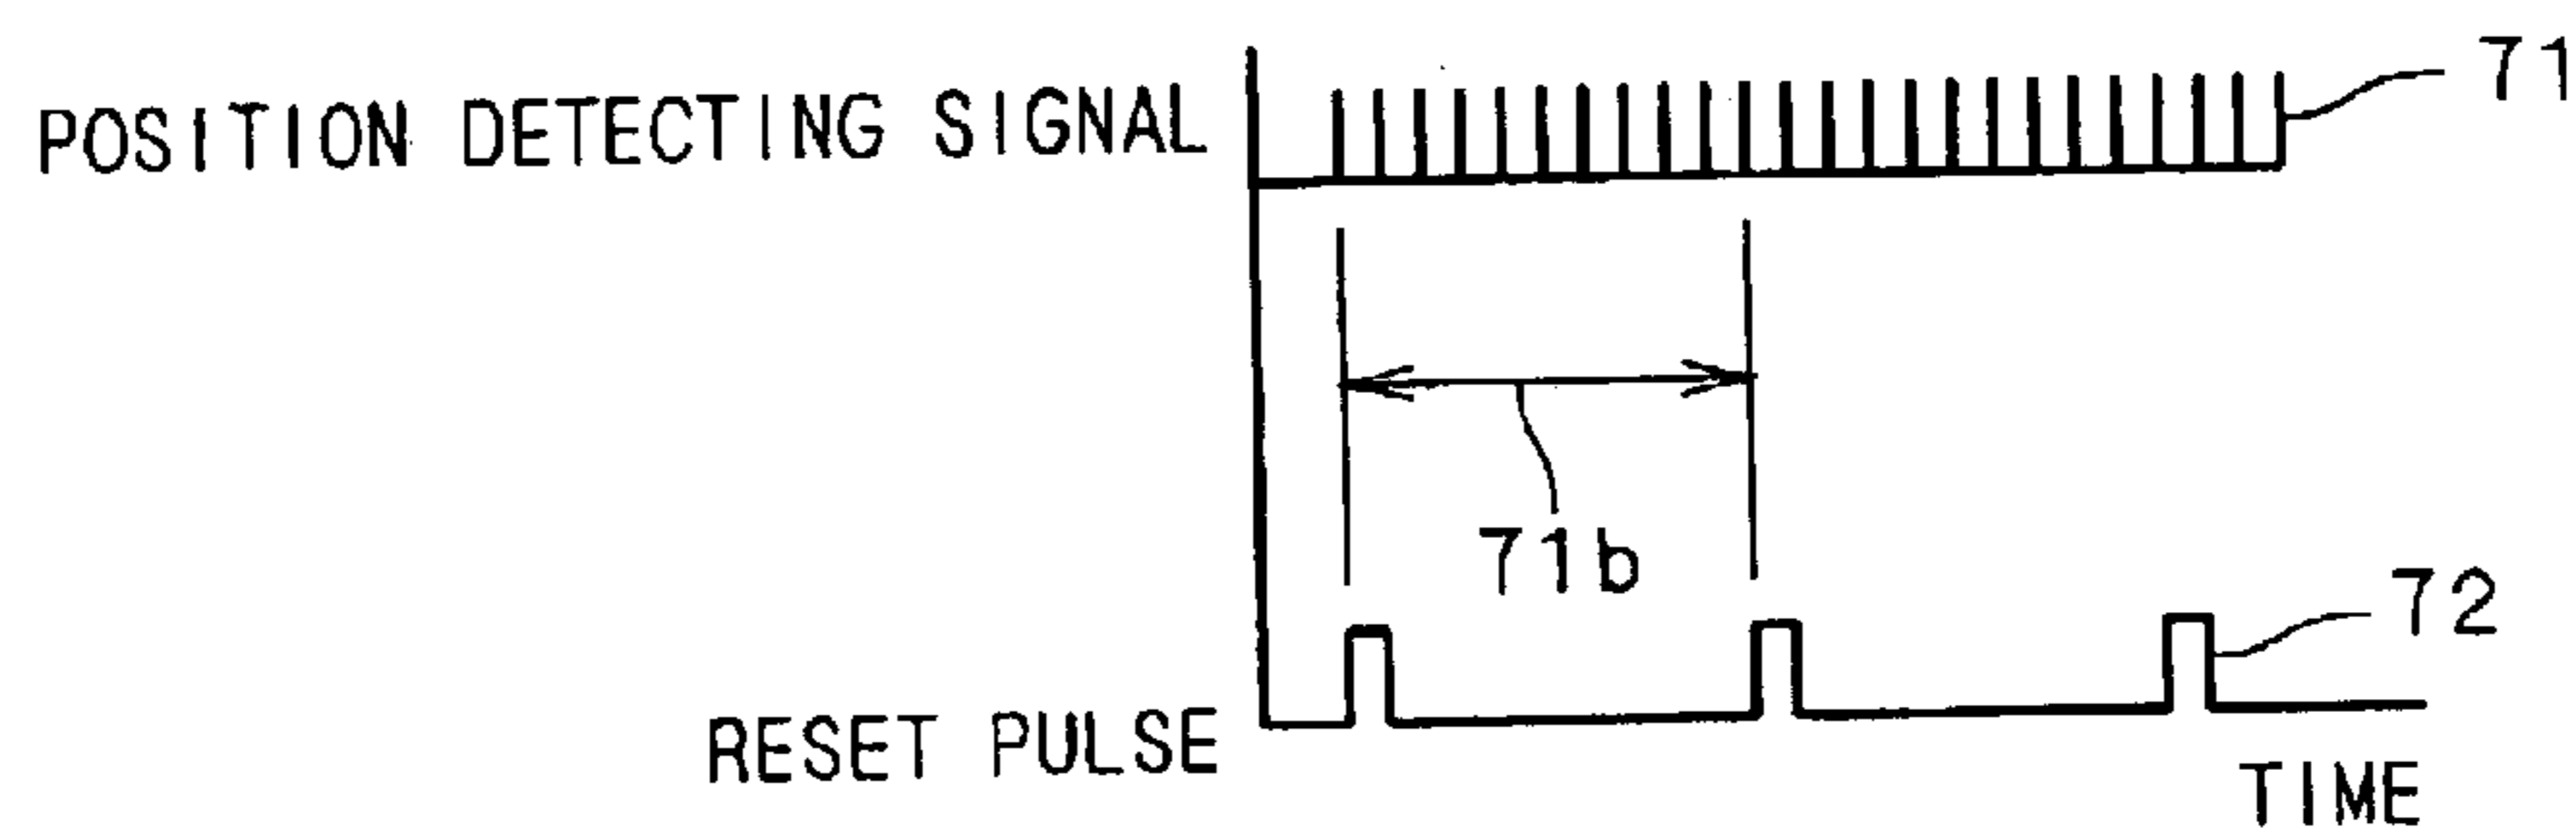 71
POSITION DETECTING SIGNAL
71b
72
RESET PULSE
TIME